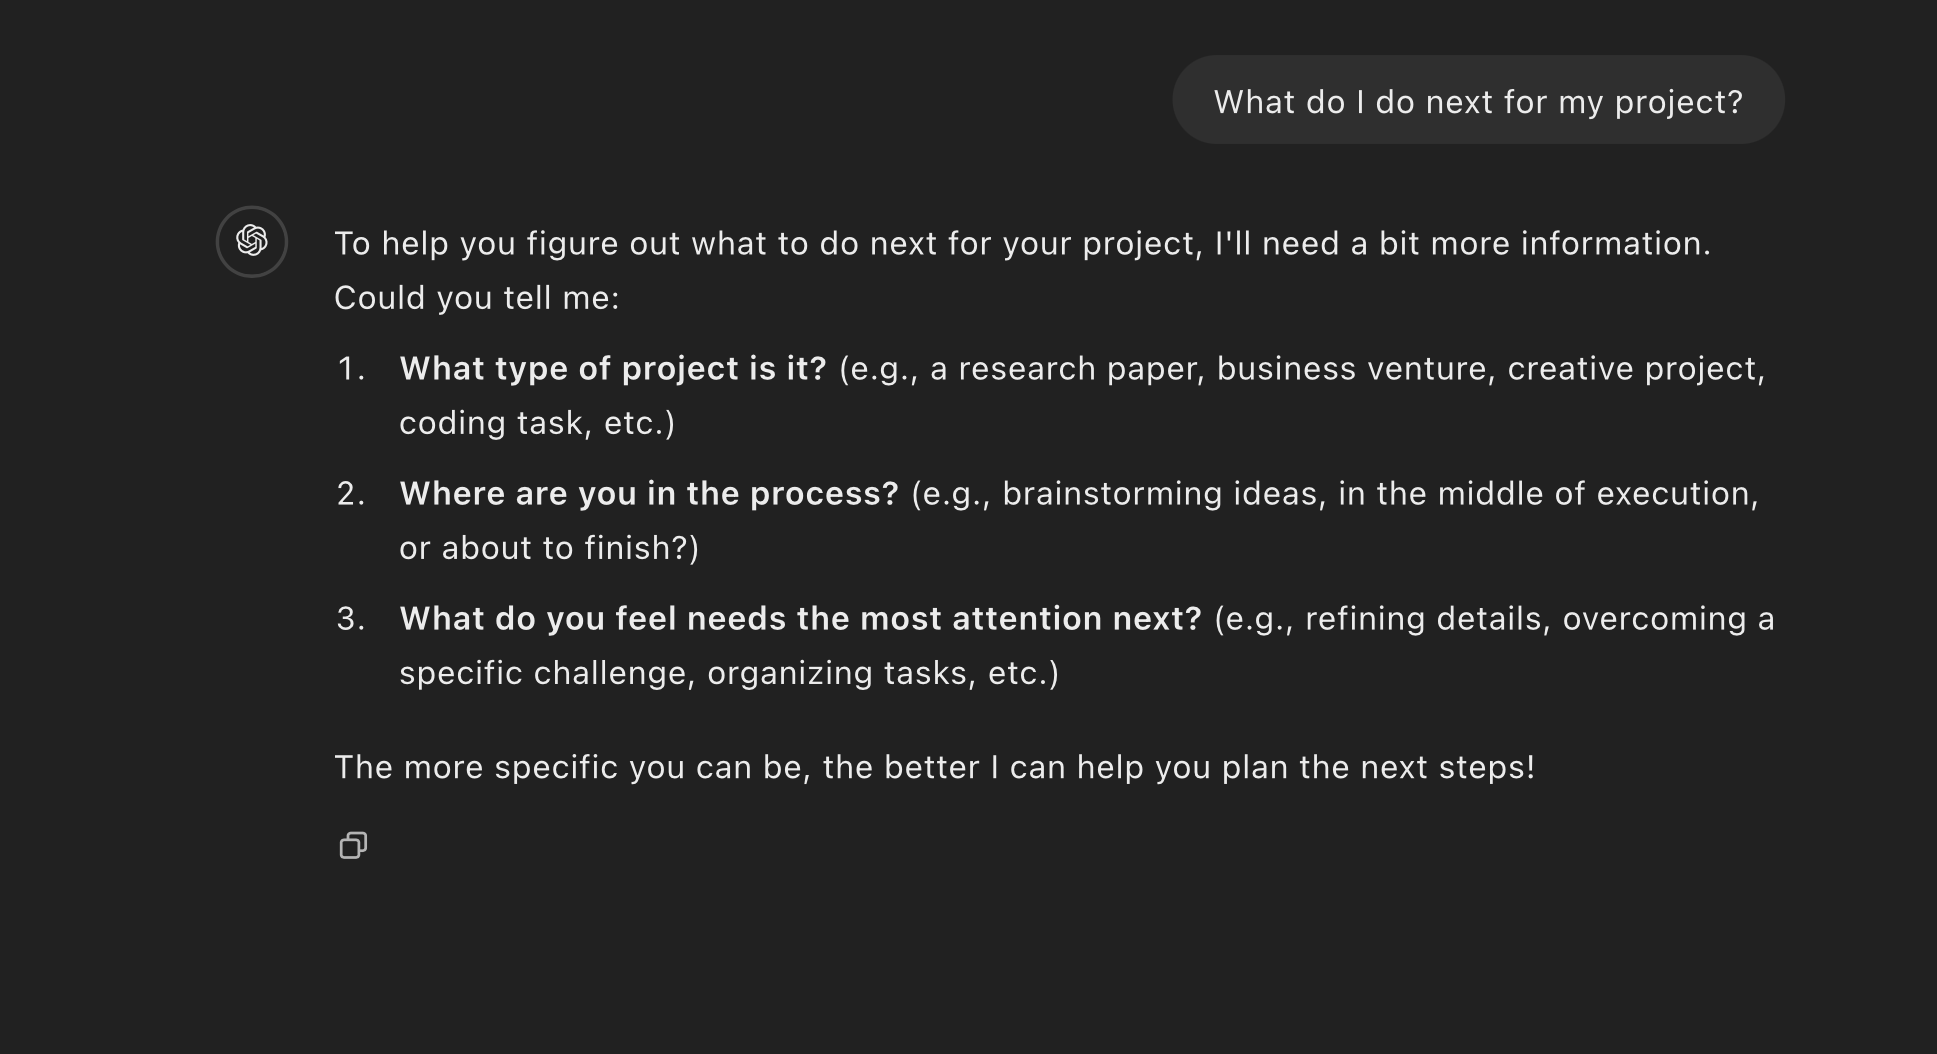 What do I do next for my project?
To help you figure out what to do next for your project, I'll need a bit more information.
Could you tell me:
1. What type of project is it? (e.g., a research paper, business venture, creative project,
coding task, etc.)
2. Where are you in the process? (e.g., brainstorming ideas, in the middle of execution,
or about to finish?)
3. What do you feel needs the most attention next? (e.g., refining details, overcoming a
specific challenge, organizing tasks, etc.)
The more specific you can be, the better I can help you plan the next steps!